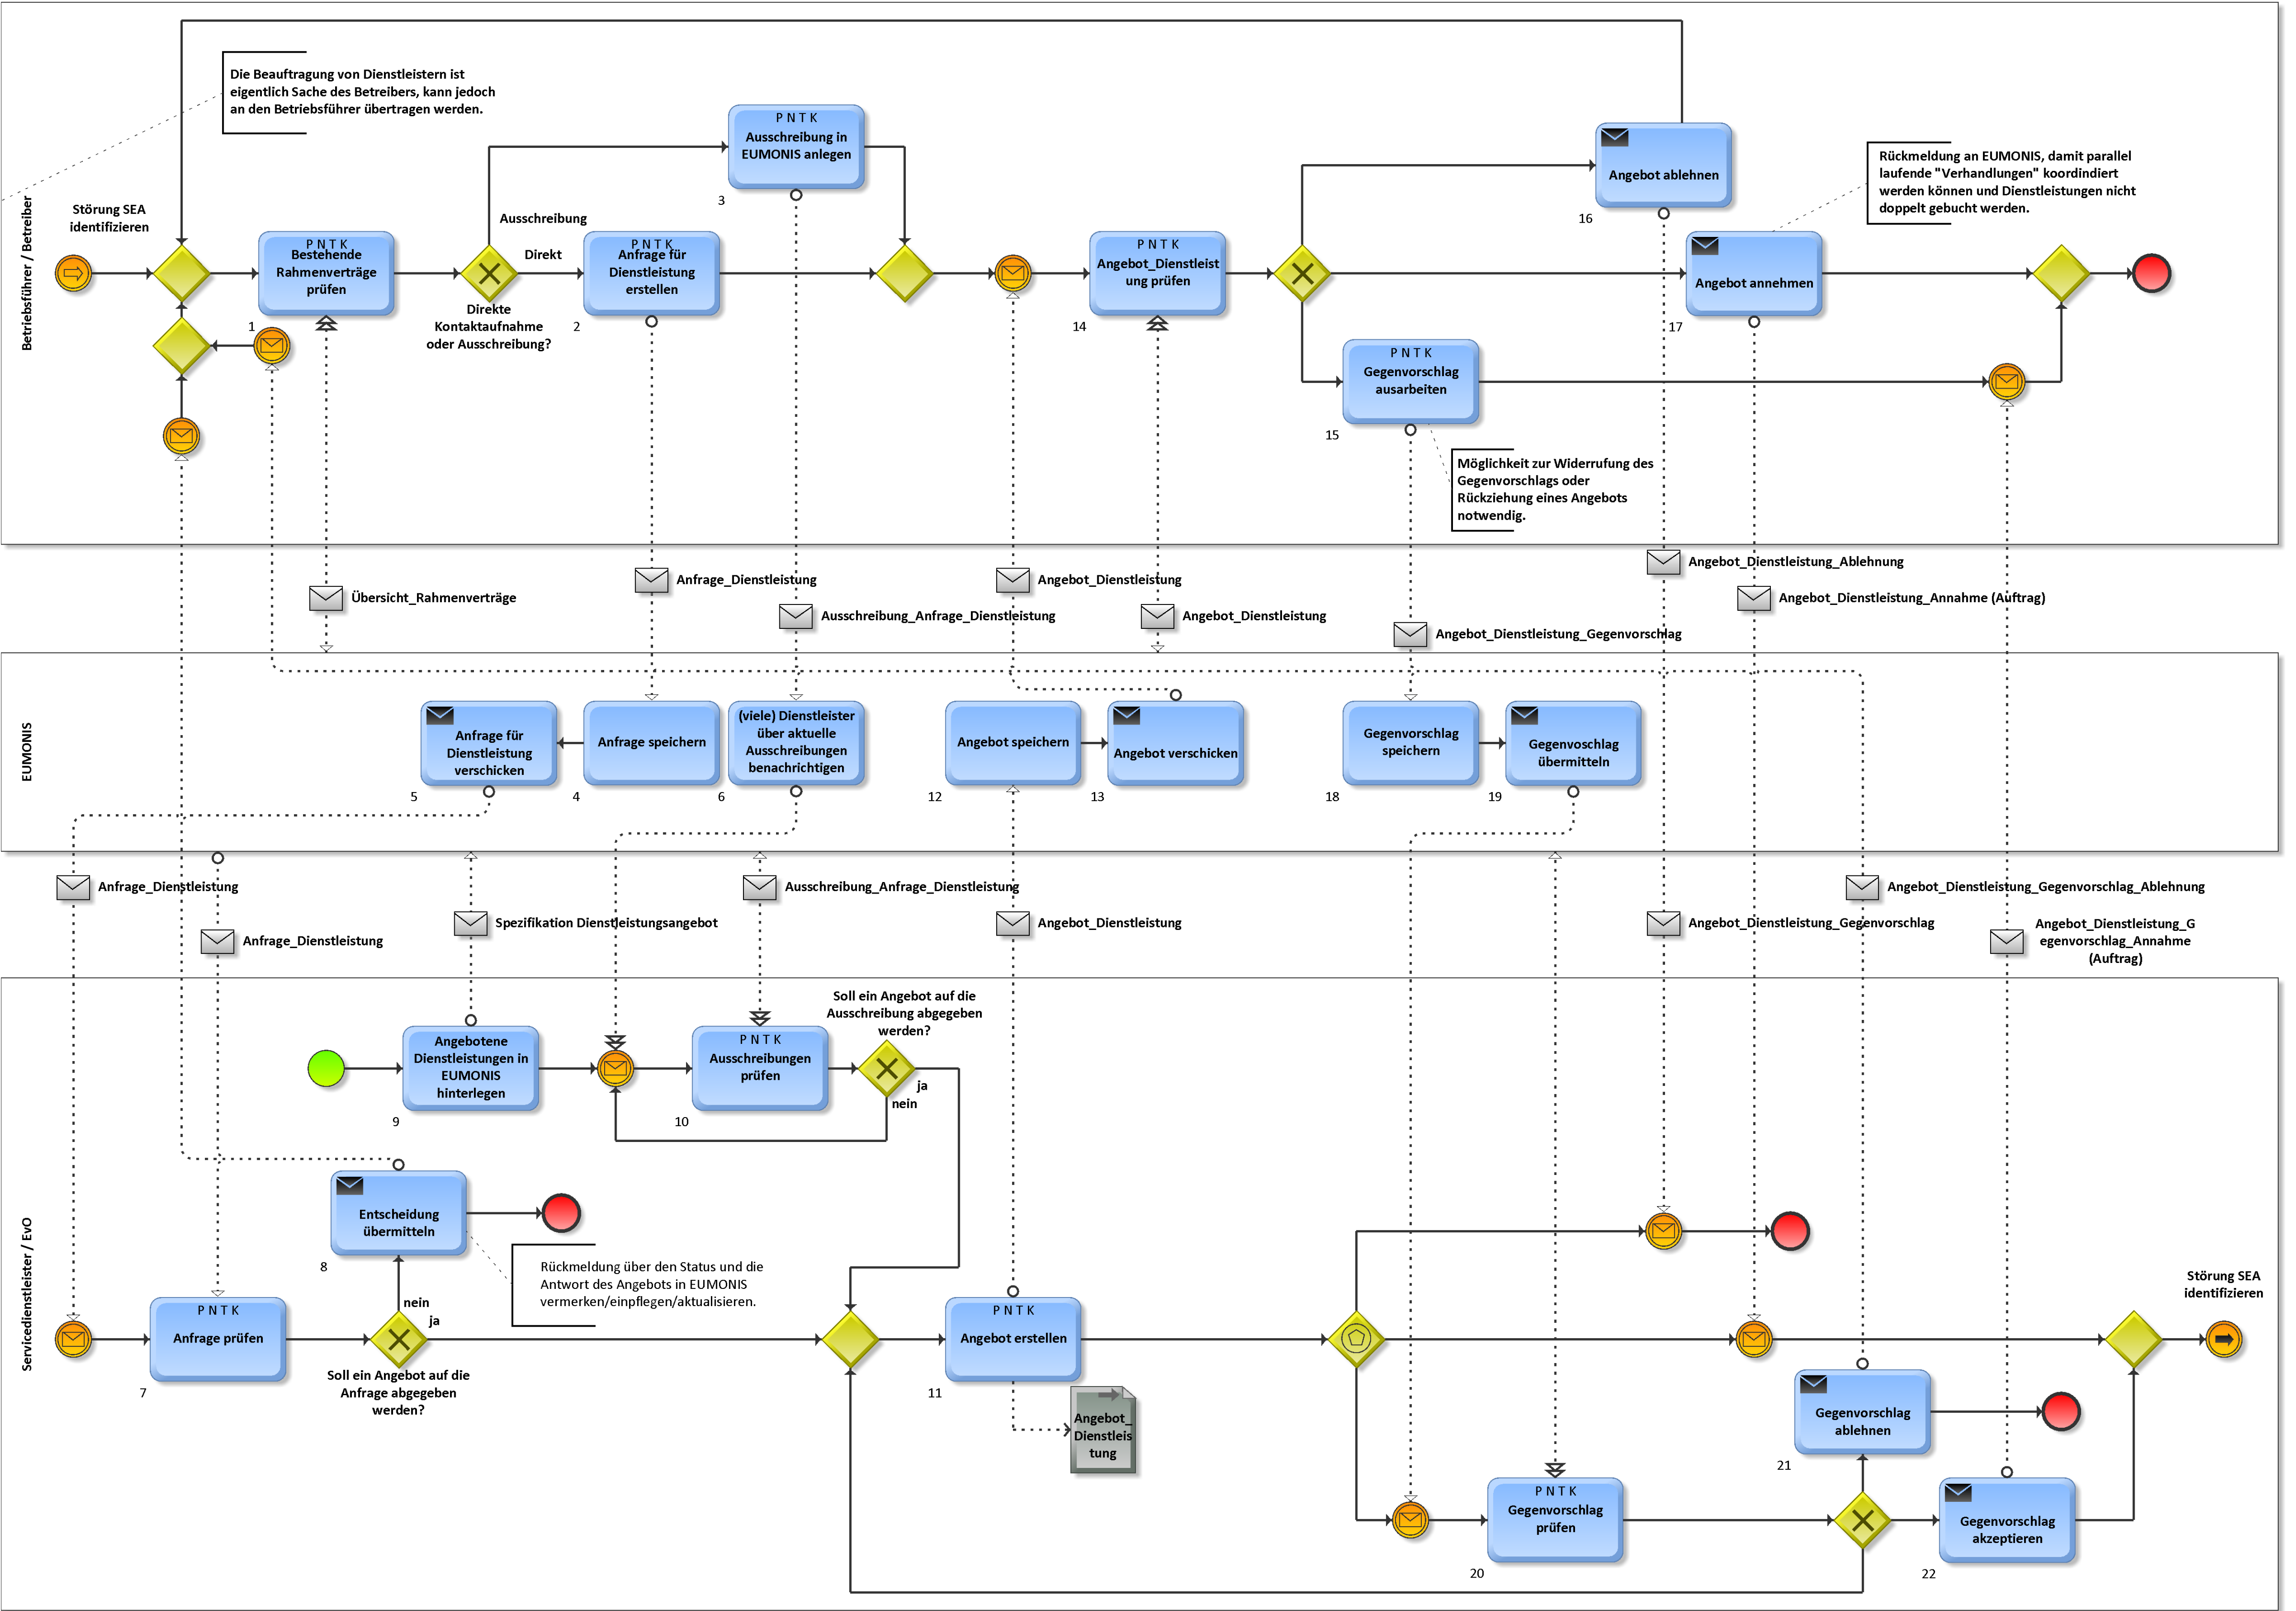 Die Beauftragung von Dienstleistern ist
eigentlich Sache des Betreibers, kann jedoch
an den Betriebsführer übertragen werden.
Betriebsführer / Betreiber
Störung SEA
identifizieren
P N T K
Bestehende
Rahmenverträge
prüfen
1
Ausschreibung
Direkt
Direkte
Kontaktaufnahme
oder Ausschreibung?
P N T K
Anfrage für
Dienstleistung
erstellen
2
P N T K
Ausschreibung in
EUMONIS anlegen
3
P N T K
Angebot_Dienstleist
ung prüfen
14
P N T K
Gegenvorschlag
ausarbeiten
15
Möglichkeit zur Widerrufung des
Gegenvorschlags oder
Rückziehung eines Angebots
notwendig.
Angebot ablehnen
16
Angebot annehmen
17
Rückmeldung an EUMONIS, damit parallel
laufende "Verhandlungen" koordindiert
werden können und Dienstleistungen nicht
doppelt gebucht werden.
Übersicht_Rahmenverträge
Anfrage_Dienstleistung
Ausschreibung_Anfrage_Dienstleistung
Angebot_Dienstleistung
Angebot_Dienstleistung
Angebot_Dienstleistung_Gegenvorschlag
Angebot_Dienstleistung_Ablehnung
Angebot_Dienstleistung_Annahme (Auftrag)
EUMONIS
Anfrage für
Dienstleistung
verschicken
5
Anfrage speichern
4
(viele) Dienstleister
über aktuelle
Ausschreibungen
benachrichtigen
6
Angebot speichern
12
Angebot verschicken
13
Gegenvorschlag
speichern
18
Gegenvoschlag
übermitteln
19
Anfrage_Dienstleistung
Anfrage_Dienstleistung
Spezifikation Dienstleistungsangebot
Ausschreibung_Anfrage_Dienstleistung
Angebot_Dienstleistung
Angebot_Dienstleistung_Gegenvorschlag
Angebot_Dienstleistung_Gegenvorschlag_Ablehnung
Angebot_Dienstleistung_G
egenvorschlag_Annahme
(Auftrag)
Servicedienstleister / EvO
Angebotene
Dienstleistungen in
EUMONIS
hinterlegen
9
P N T K
Ausschreibungen
prüfen
10
Soll ein Angebot auf die
Ausschreibung abgegeben
werden?
ja
nein
Entscheidung
übermitteln
8
Rückmeldung über den Status und die
Antwort des Angebots in EUMONIS
vermerken/einpflegen/aktualisieren.
P N T K
Anfrage prüfen
7
nein
ja
Soll ein Angebot auf die
Anfrage abgegeben
werden?
P N T K
Angebot erstellen
11
Angebot_
Dienstleis
tung
P N T K
Gegenvorschlag
prüfen
20
Gegenvorschlag
ablehnen
21
Gegenvorschlag
akzeptieren
22
Störung SEA
identifizieren